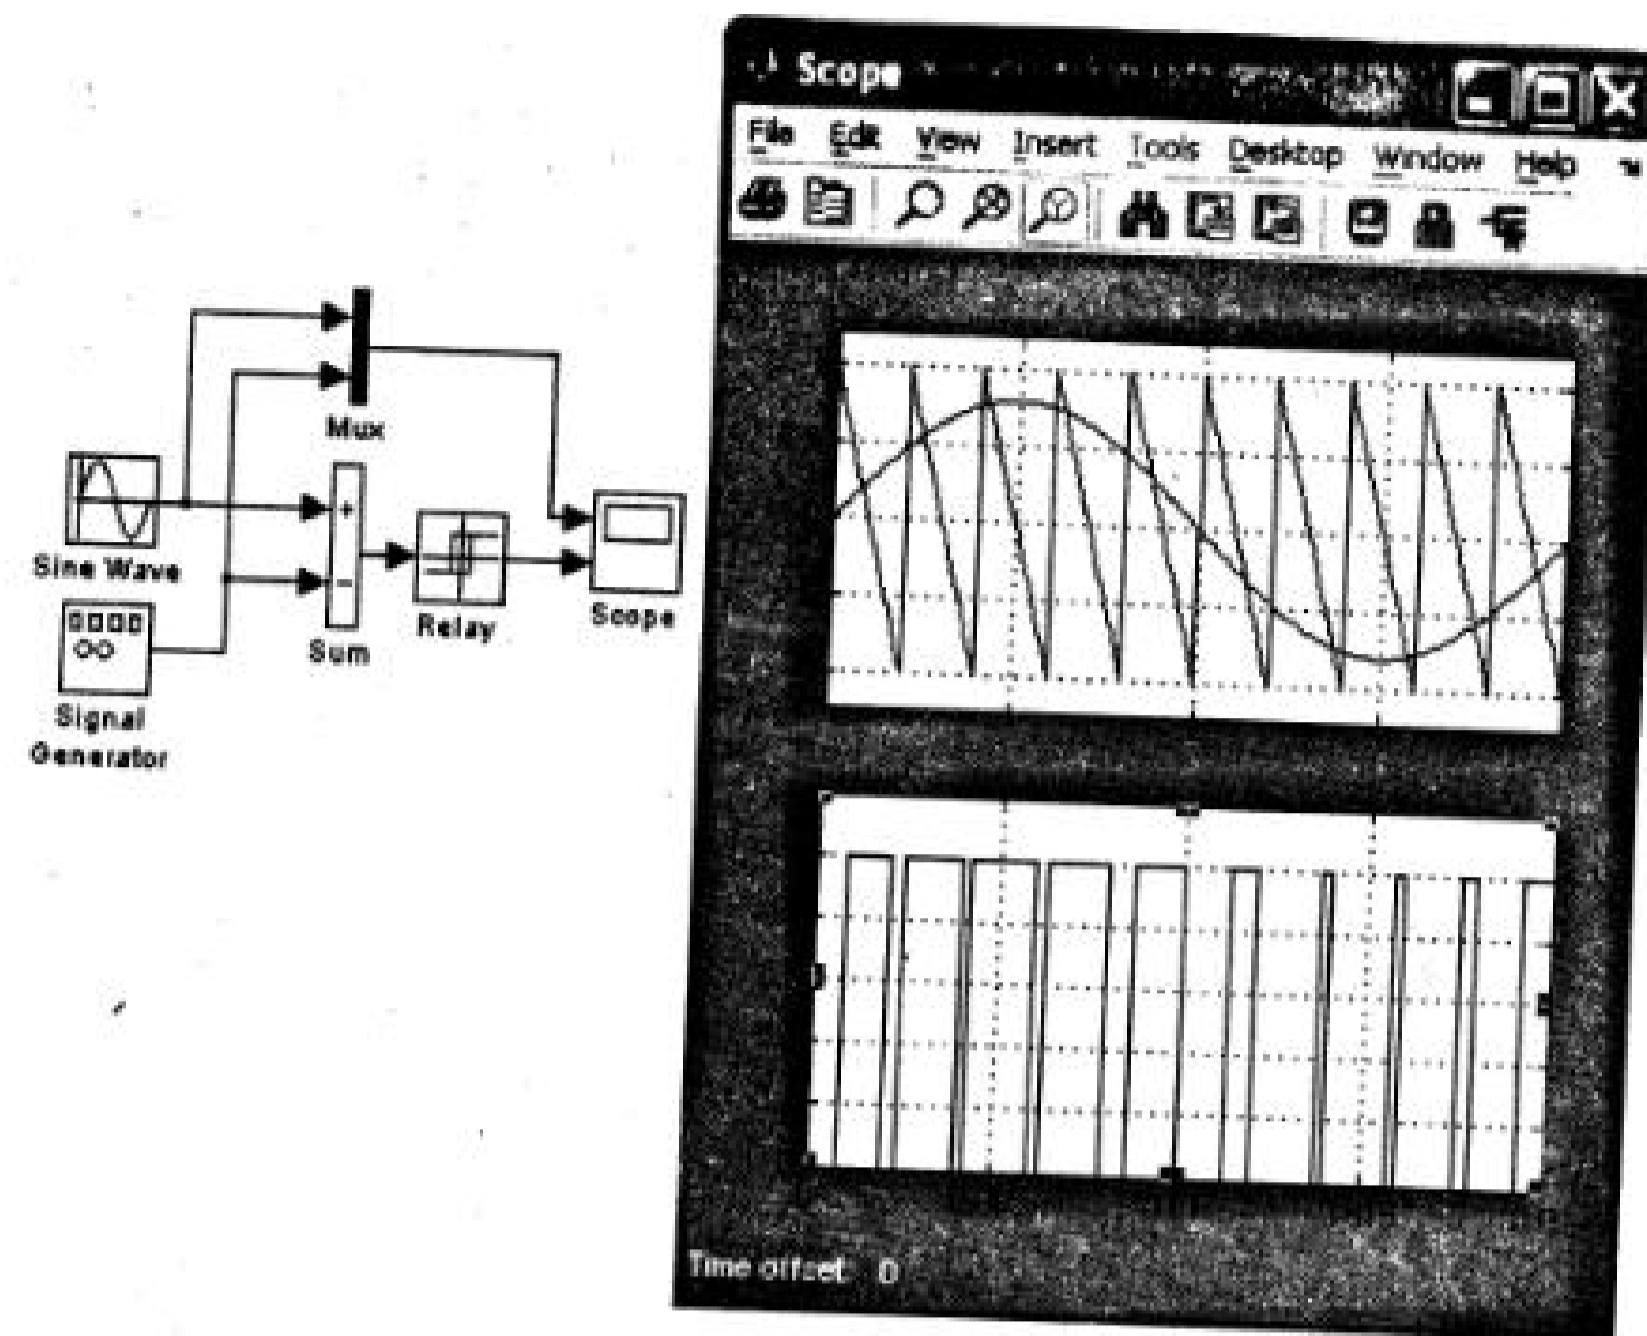 Scope
File Edit View Insert Tools Desktop Window Help
Mux
+
Sine Wave
−
Relay
Scope
Sum
Signal
Generator
Time offset: 0